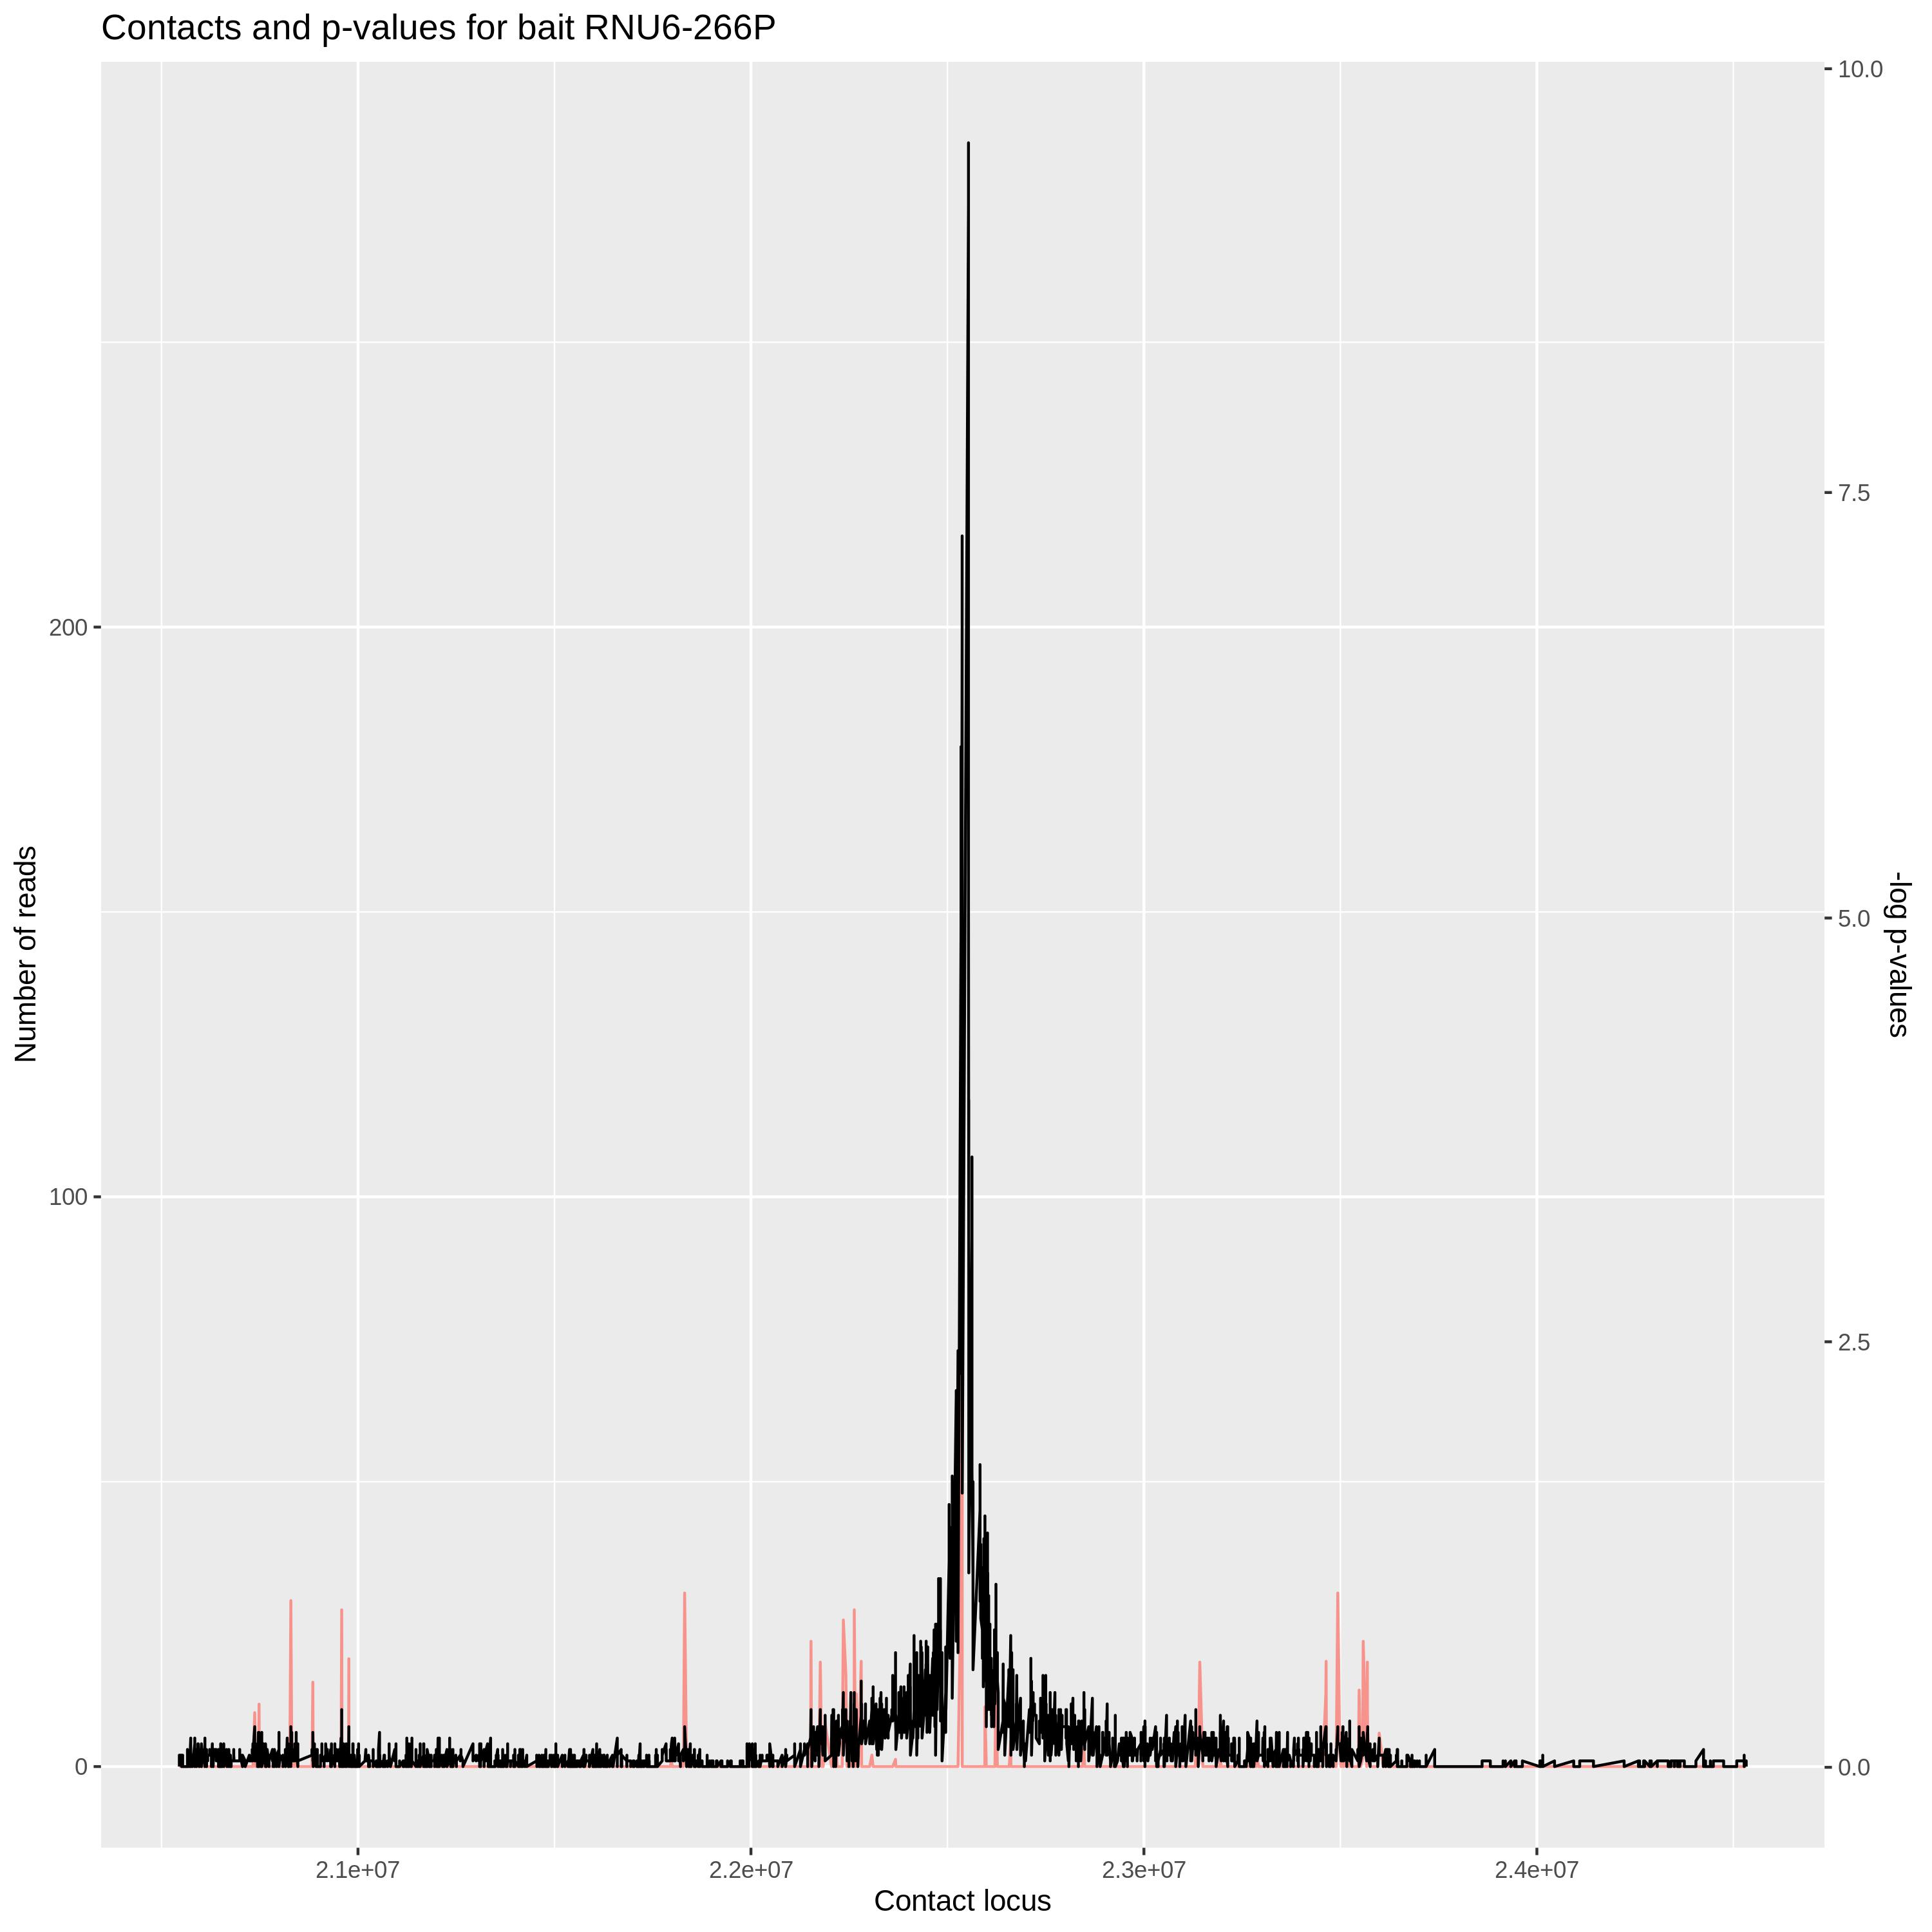 Contacts and p-values for bait RNU6-266P
Number of reads
200
100
0
10.0
7.5
5.0
2.5
0.0
-log p-values
2.1e+07
2.2e+07
2.3e+07
2.4e+07
Contact locus